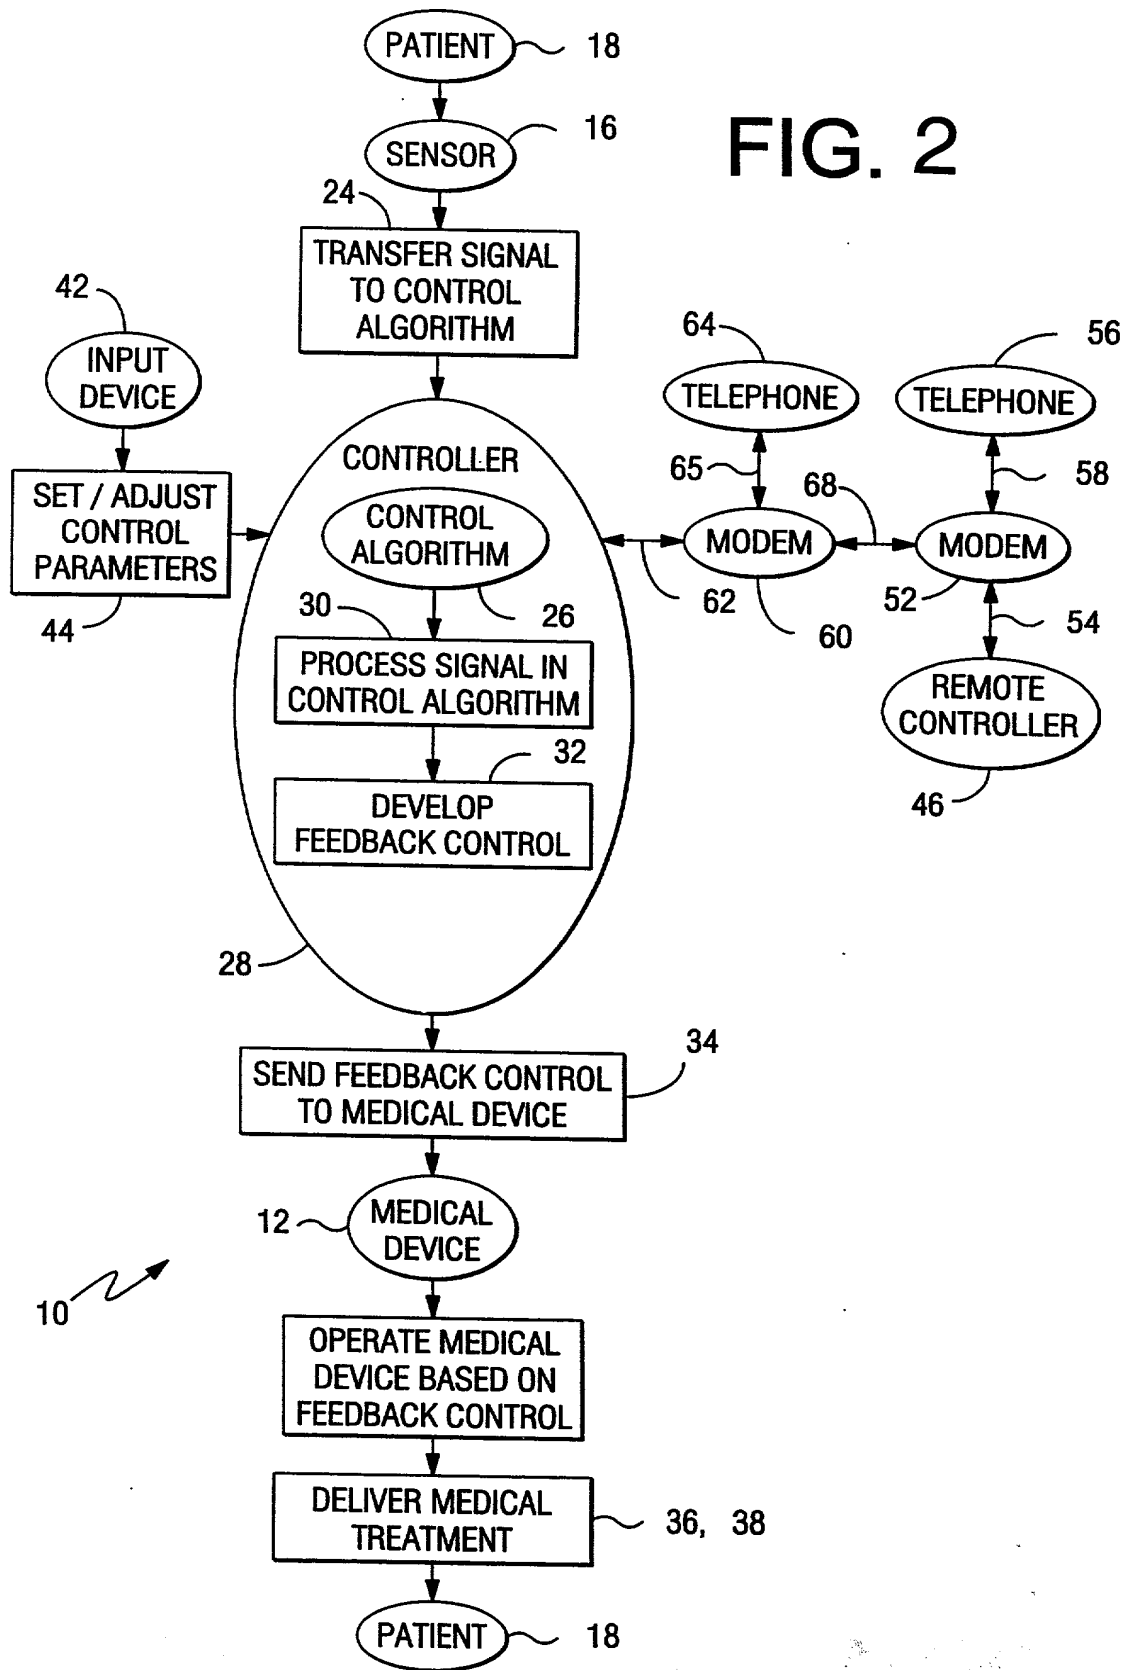 PATIENT
18
SENSOR
16
FIG. 2
24
TRANSFER SIGNAL
TO CONTROL
ALGORITHM
42
INPUT
DEVICE
64
TELEPHONE
56
TELEPHONE
CONTROLLER
65
68
58
SET / ADJUST
CONTROL
PARAMETERS
44
CONTROL
ALGORITHM
26
MODEM
62
60
MODEM
52
54
30
PROCESS SIGNAL IN
CONTROL ALGORITHM
REMOTE
CONTROLLER
46
32
DEVELOP
FEEDBACK CONTROL
28
SEND FEEDBACK CONTROL
TO MEDICAL DEVICE
34
12
MEDICAL
DEVICE
10
OPERATE MEDICAL
DEVICE BASED ON
FEEDBACK CONTROL
DELIVER MEDICAL
TREATMENT
36, 38
PATIENT
18